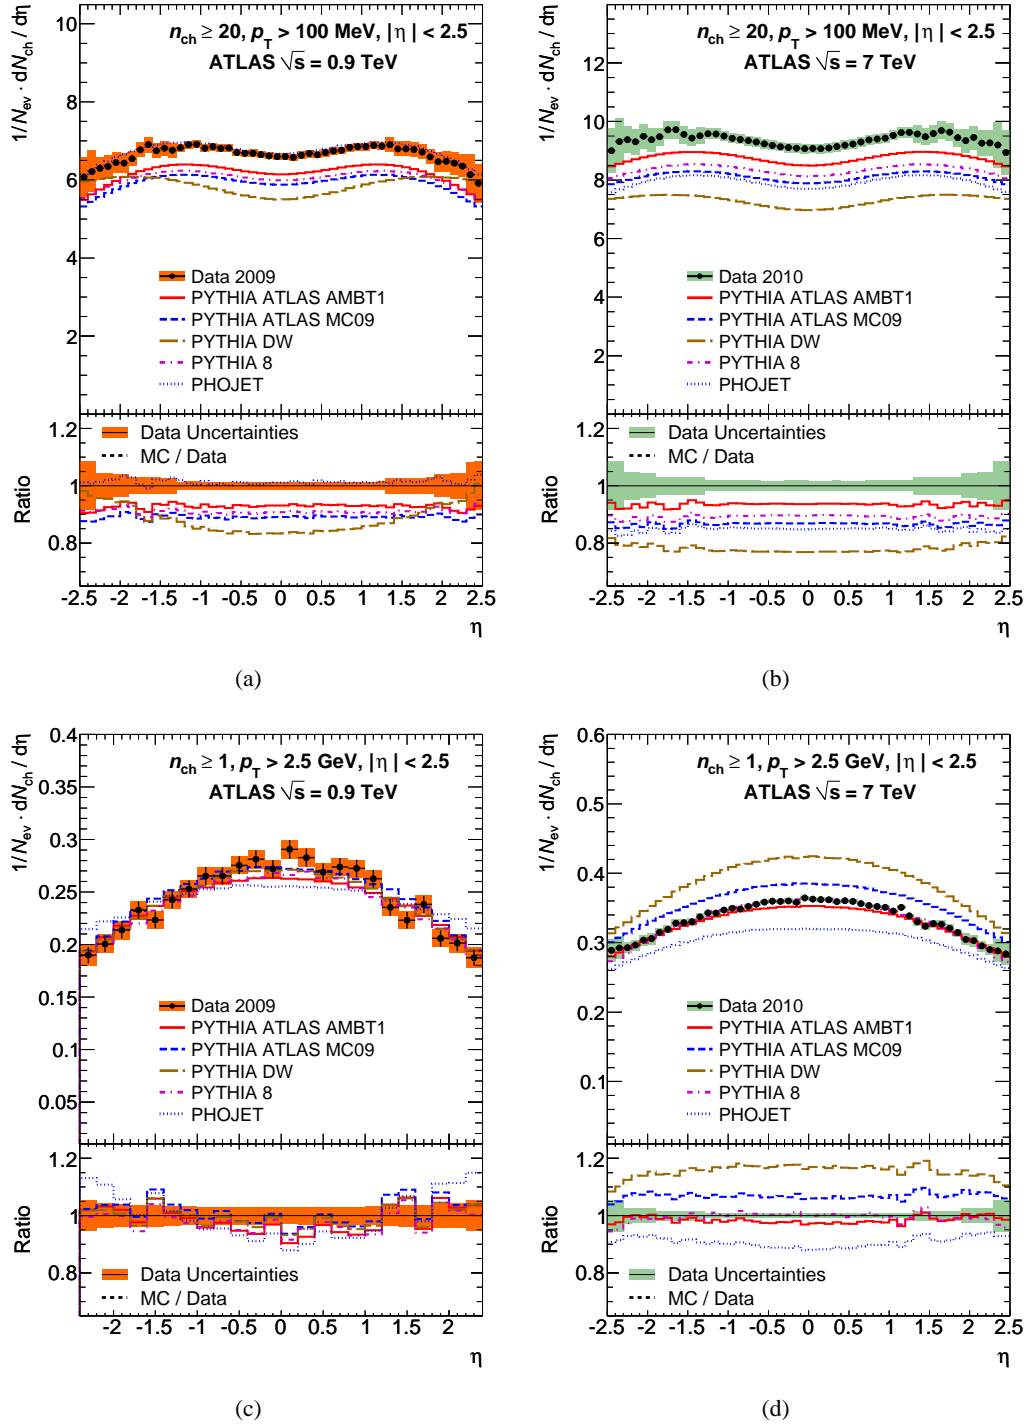 1/N_ev · dN_ch / dη
n_ch ≥ 20, p_T > 100 MeV, |η| < 2.5
ATLAS √s = 0.9 TeV
10
8
6
4
2
Data 2009
PYTHIA ATLAS AMBT1
PYTHIA ATLAS MC09
PYTHIA DW
PYTHIA 8
PHOJET
Ratio
1.2
1
0.8
Data Uncertainties
MC / Data
-2.5 -2 -1.5 -1 -0.5 0 0.5 1 1.5 2 2.5
η
(a)
1/N_ev · dN_ch / dη
n_ch ≥ 20, p_T > 100 MeV, |η| < 2.5
ATLAS √s = 7 TeV
12
10
8
6
4
2
Data 2010
PYTHIA ATLAS AMBT1
PYTHIA ATLAS MC09
PYTHIA DW
PYTHIA 8
PHOJET
Ratio
1.2
1
0.8
Data Uncertainties
MC / Data
-2.5 -2 -1.5 -1 -0.5 0 0.5 1 1.5 2 2.5
η
(b)
1/N_ev · dN_ch / dη
n_ch ≥ 1, p_T > 2.5 GeV, |η| < 2.5
ATLAS √s = 0.9 TeV
0.4
0.35
0.3
0.25
0.2
0.15
0.1
0.05
Data 2009
PYTHIA ATLAS AMBT1
PYTHIA ATLAS MC09
PYTHIA DW
PYTHIA 8
PHOJET
Ratio
1.2
1
0.8
Data Uncertainties
MC / Data
-2 -1.5 -1 -0.5 0 0.5 1 1.5 2
η
(c)
1/N_ev · dN_ch / dη
n_ch ≥ 1, p_T > 2.5 GeV, |η| < 2.5
ATLAS √s = 7 TeV
0.6
0.5
0.4
0.3
0.2
0.1
Data 2010
PYTHIA ATLAS AMBT1
PYTHIA ATLAS MC09
PYTHIA DW
PYTHIA 8
PHOJET
Ratio
1.2
1
0.8
Data Uncertainties
MC / Data
-2.5 -2 -1.5 -1 -0.5 0 0.5 1 1.5 2 2.5
η
(d)